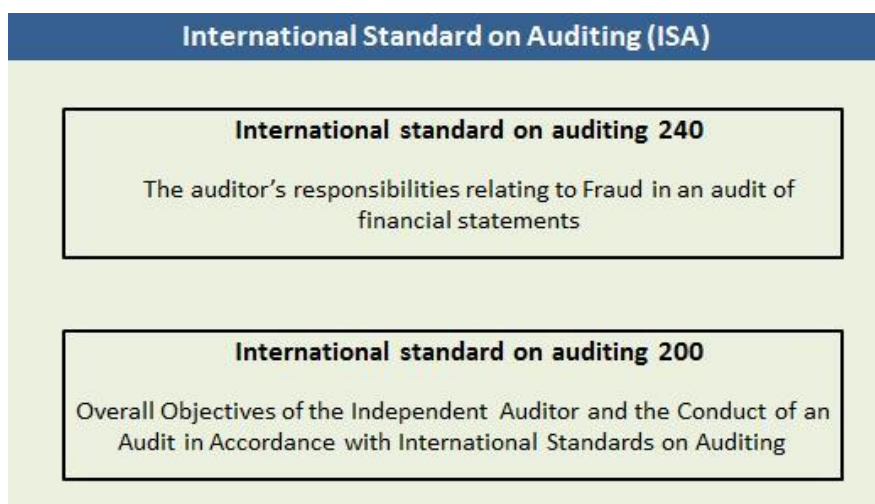 International Standard on Auditing (ISA)
International standard on auditing 240
The auditor’s responsibilities relating to Fraud in an audit of
financial statements
International standard on auditing 200
Overall Objectives of the Independent Auditor and the Conduct of an
Audit in Accordance with International Standards on Auditing